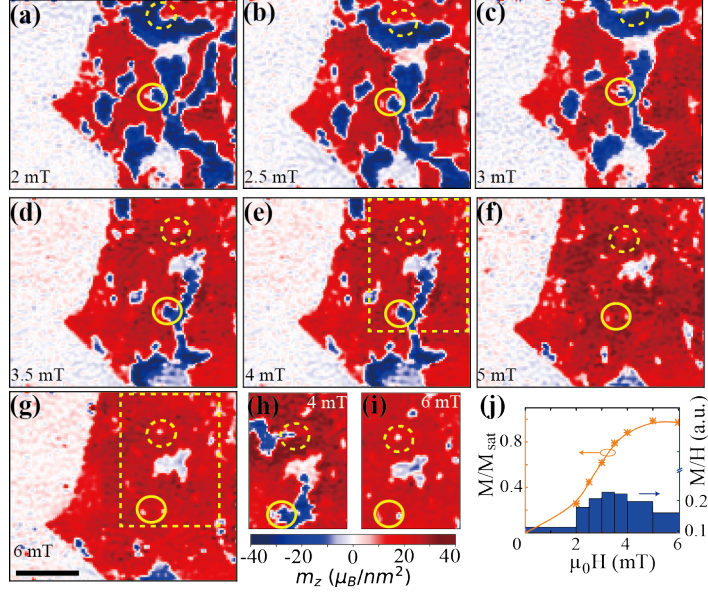 (a)
2 mT
(b)
2.5 mT
(c)
3 mT
(d)
3.5 mT
(e)
4 mT
(f)
5 mT
(g)
6 mT
(h)
4 mT
(i)
6 mT
-40 -20 0 20 40
m_z (μ_B/nm²)
(j)
M/M_sat
0.8
0.4
M/H (a.u.)
0.2
0.1
0 2 4 6
μ₀H (mT)